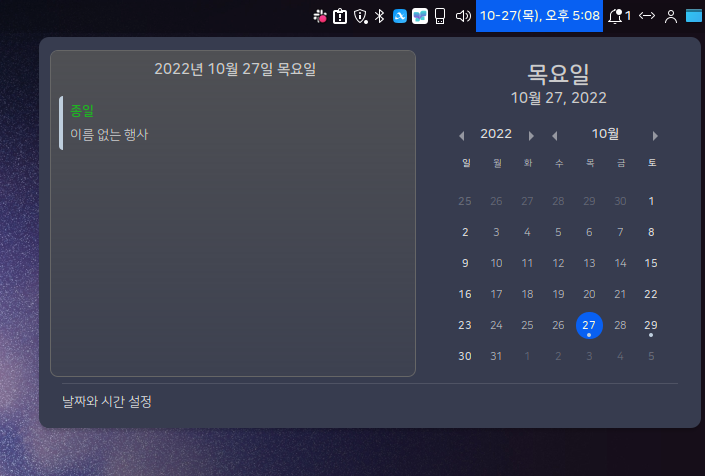 10-27(목), 오후 5:08 1
2022년 10월 27일 목요일
종일
이름 없는 행사
목요일
10월 27, 2022
2022 10월
일 월 화 수 목 금 토
25 26 27 28 29 30 1
2 3 4 5 6 7 8
9 10 11 12 13 14 15
16 17 18 19 20 21 22
23 24 25 26 27 28 29
30 31 1 2 3 4 5
날짜와 시간 설정